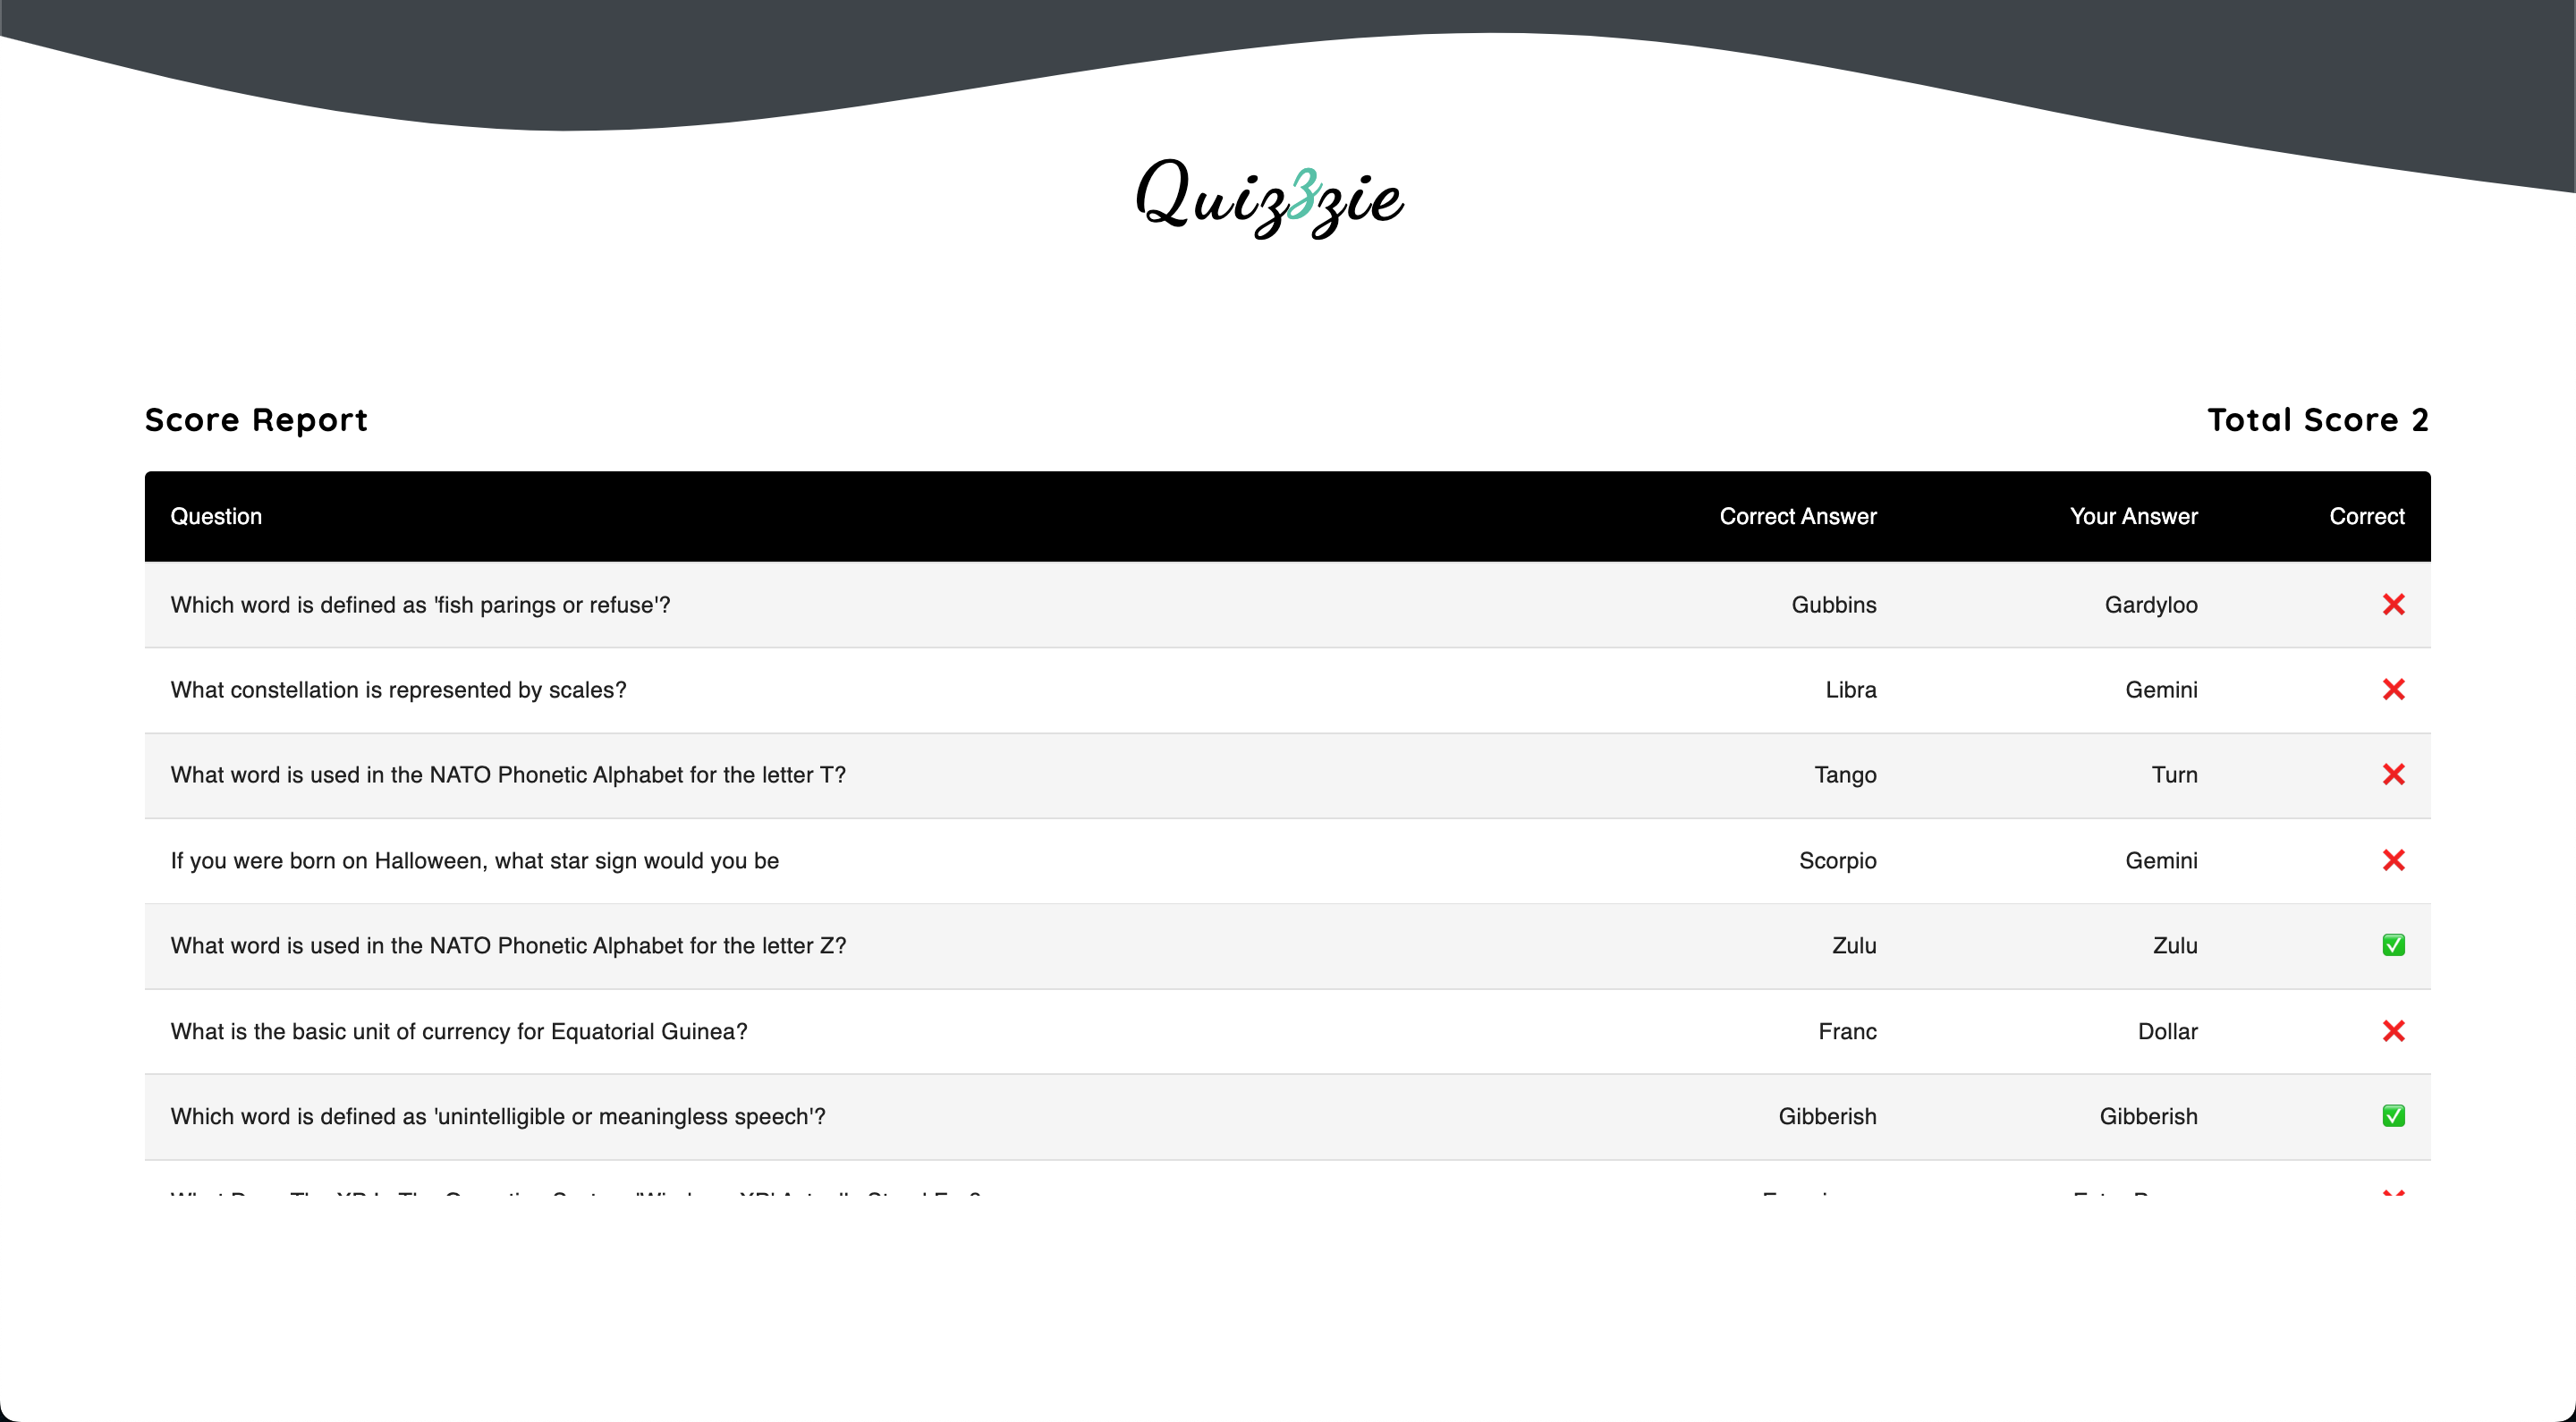 Quizzzie
Score Report Total Score 2
Question Correct Answer Your Answer Correct
Which word is defined as 'fish parings or refuse'? Gubbins Gardyloo ❌
What constellation is represented by scales? Libra Gemini ❌
What word is used in the NATO Phonetic Alphabet for the letter T? Tango Turn ❌
If you were born on Halloween, what star sign would you be Scorpio Gemini ❌
What word is used in the NATO Phonetic Alphabet for the letter Z? Zulu Zulu ✅
What is the basic unit of currency for Equatorial Guinea? Franc Dollar ❌
Which word is defined as 'unintelligible or meaningless speech'? Gibberish Gibberish ✅